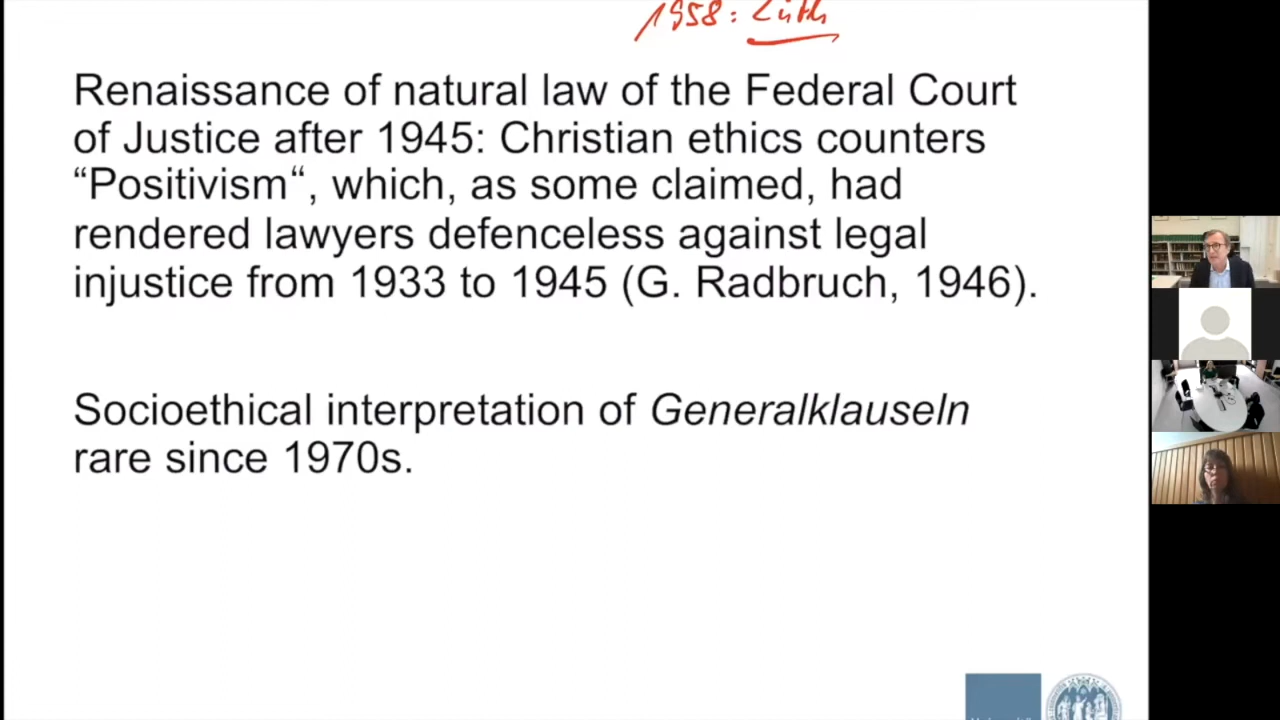 1958: Lüth
Renaissance of natural law of the Federal Court
of Justice after 1945: Christian ethics counters
“Positivism“, which, as some claimed, had
rendered lawyers defenceless against legal
injustice from 1933 to 1945 (G. Radbruch, 1946).
Socioethical interpretation of Generalklauseln
rare since 1970s.